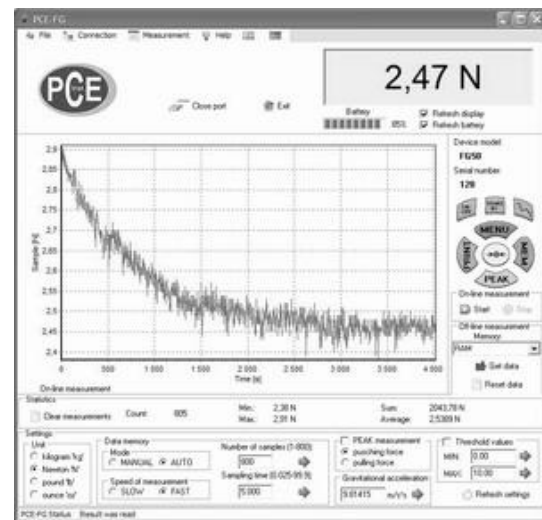 PCE-FG
File Connection Measurement Help
PCE
Close port Exit
2,47 N
Battery
85%
Refresh display
Refresh battery
Device model
FG50
Serial number
128
MENU
PRINT
MEM
PEAK
On-line measurement
Start Stop
Off-line measurement
Memory
RAM
Get data
Reset data
Sample [N]
2,9
2,85
2,8
2,75
2,7
2,65
2,6
2,55
2,5
2,45
2,4
0 500 1 000 1 500 2 000 2 500 3 000 3 500 4 000
Time [s]
On-line measurement
Statistics
Clear measurements Count: 805
Min.: 2,38 N
Max.: 2,91 N
Sum: 2043,78 N
Average: 2,5389 N
Settings
Unit
kilogram 'kg'
Newton 'N'
pound 'lb'
ounce 'oz'
Data memory
Mode
MANUAL AUTO
Speed of measurement
SLOW FAST
Number of samples (1-800)
800
Sampling time (0.025-99.9)
5.000
PEAK measurement
pushing force
pulling force
Gravitational acceleration
9.81415 m/s
Threshold values
MIN: 0.00
MAX: 10.00
Refresh settings
PCE-FG Status Result was read